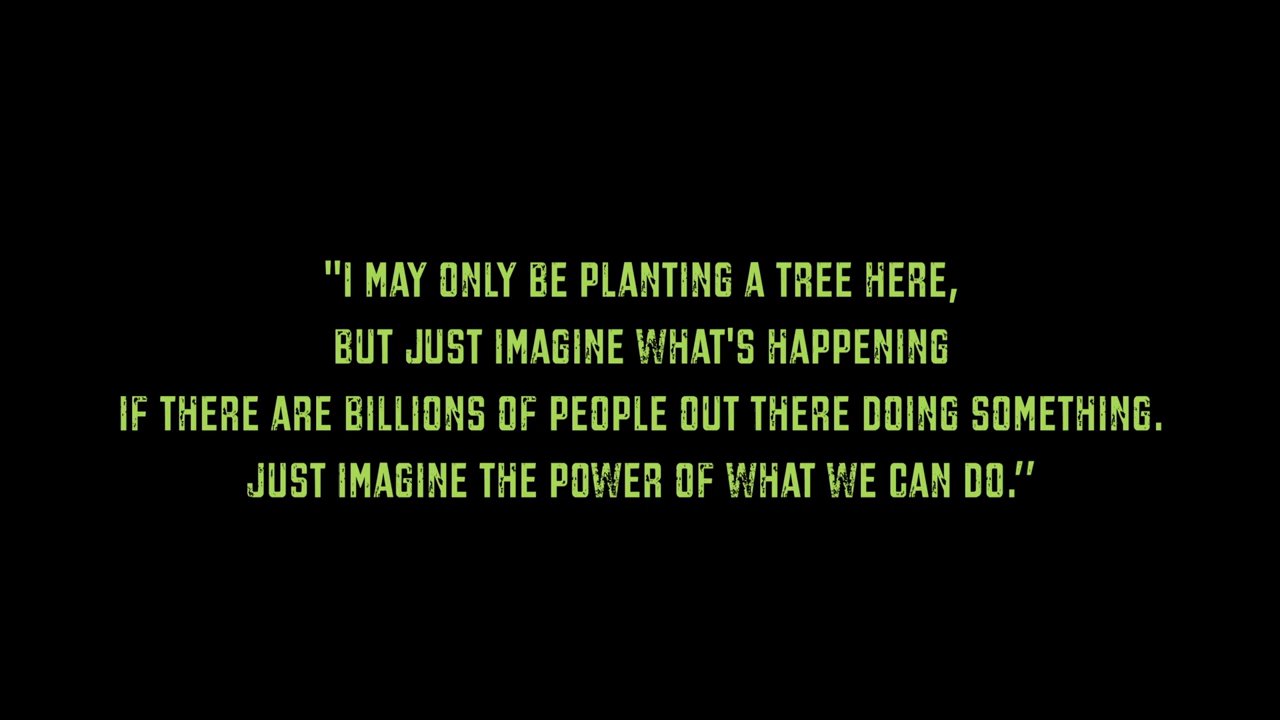 "I MAY ONLY BE PLANTING A TREE HERE,
BUT JUST IMAGINE WHAT'S HAPPENING
IF THERE ARE BILLIONS OF PEOPLE OUT THERE DOING SOMETHING.
JUST IMAGINE THE POWER OF WHAT WE CAN DO.”